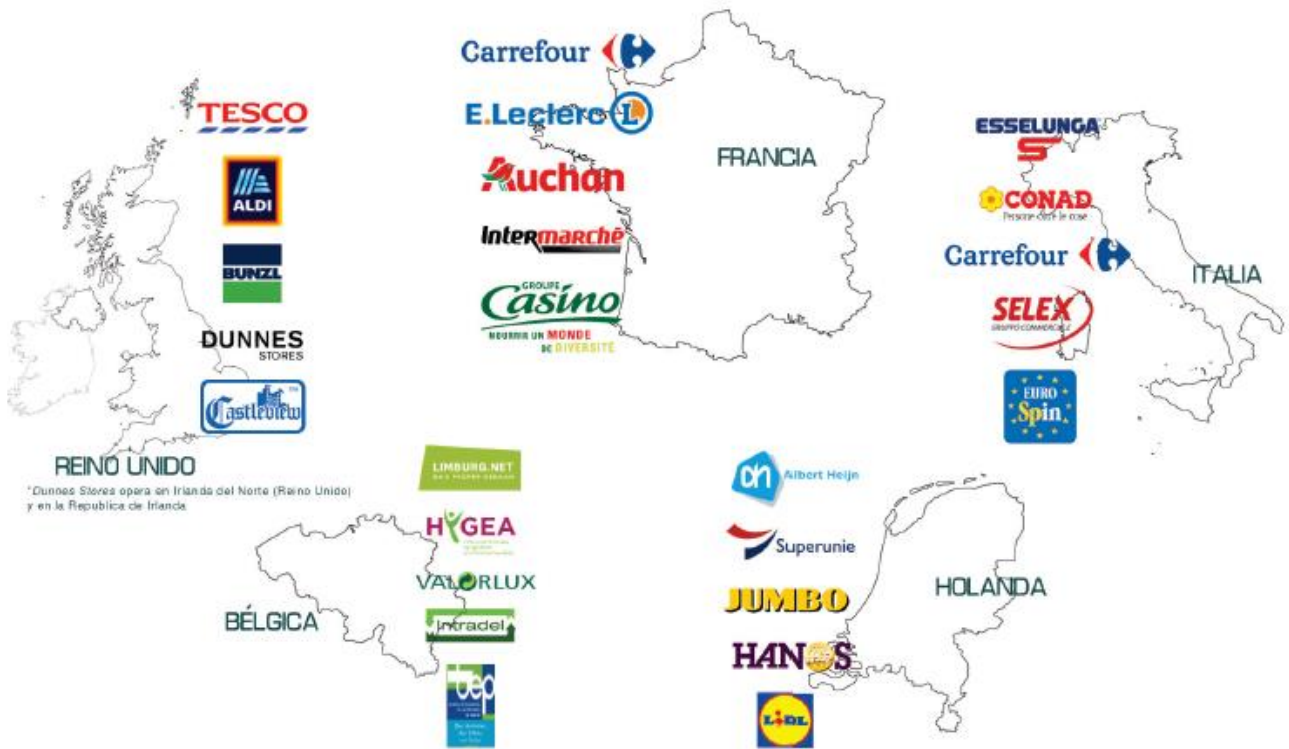 TESCO
ALDI
BUNZL
DUNNES
STORES
Castleview
REINO UNIDO
*Dunnes Stores opera en Irlanda del Norte (Reino Unido)
y en la Republica de Irlanda
Carrefour
E.Leclerc L
Auchan
Intermarché
GROUPE
Casino
NOURRIR UN MONDE
DE DIVERSITÉ
FRANCIA
ESSELUNGA
CONAD
Persone oltre le cose
Carrefour
SELEX
GRUPPO COMMERCIALE
EURO
Spin
ITALIA
LIMBURG.NET
HYGEA
VALORLUX
intradel
bep
BÉLGICA
ah Albert Heijn
Superunie
JUMBO
HANOS
LiDL
HOLANDA